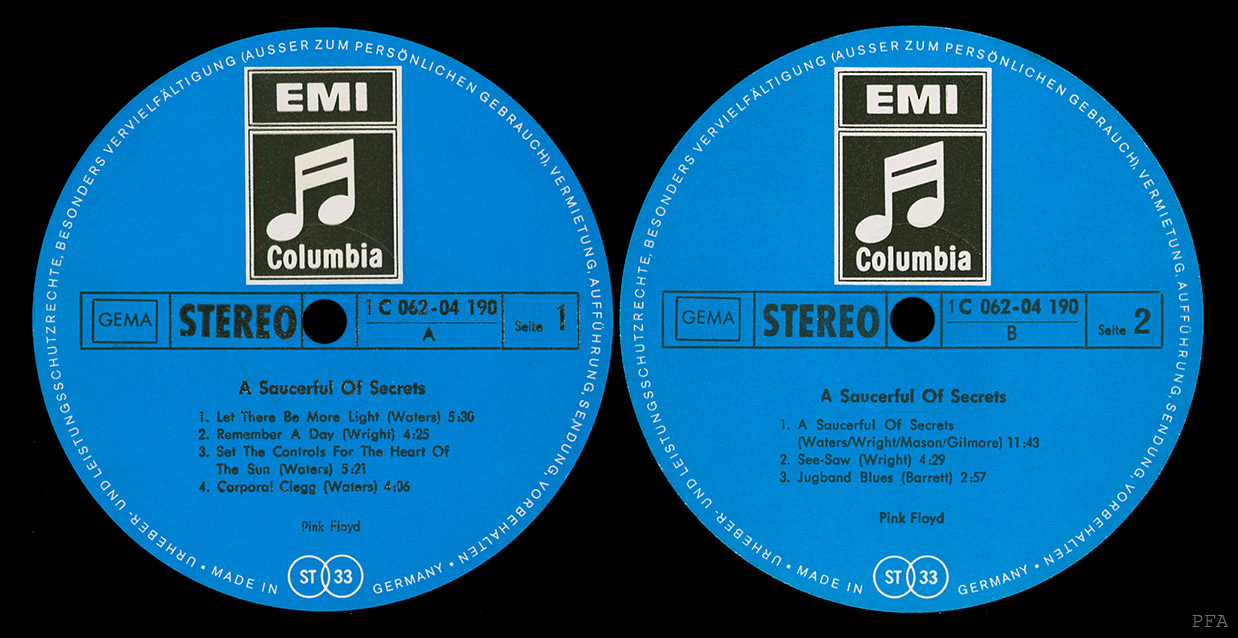 URHEBER- UND LEISTUNGSSCHUTZRECHTE, BESONDERS VERVIELFÄLTIGUNG (AUSSER ZUM PERSÖNLICHEN GEBRAUCH), VERMIETUNG, AUFFÜHRUNG, SENDUNG, VORBEHALTEN • MADE IN GERMANY •
EMI
Columbia
GEMA
STEREO
1 C 062-04 190
A
Seite 1
A Saucerful Of Secrets
1. Let There Be More Light (Waters) 5:30
2. Remember A Day (Wright) 4:25
3. Set The Controls For The Heart Of
The Sun (Waters) 5:21
4. Corporal Clegg (Waters) 4:06
Pink Floyd
ST 33
URHEBER- UND LEISTUNGSSCHUTZRECHTE, BESONDERS VERVIELFÄLTIGUNG (AUSSER ZUM PERSÖNLICHEN GEBRAUCH), VERMIETUNG, AUFFÜHRUNG, SENDUNG, VORBEHALTEN • MADE IN GERMANY •
EMI
Columbia
GEMA
STEREO
1 C 062-04 190
B
Seite 2
A Saucerful Of Secrets
1. A Saucerful Of Secrets
(Waters/Wright/Mason/Gilmore) 11:43
2. See-Saw (Wright) 4:29
3. Jugband Blues (Barrett) 2:57
Pink Floyd
ST 33
PFA